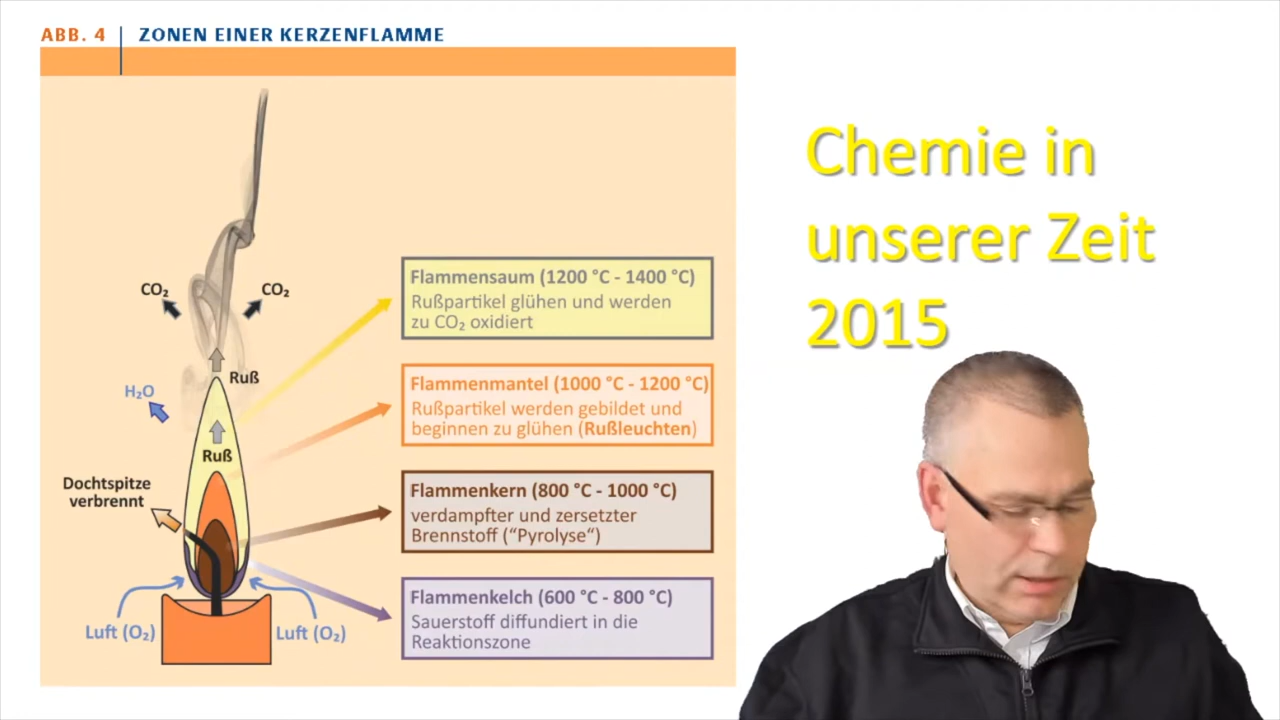 ABB. 4 ZONEN EINER KERZENFLAMME
CO₂
CO₂
Ruß
H₂O
Ruß
Dochtspitze
verbrennt
Luft (O₂)
Luft (O₂)
Flammensaum (1200 °C - 1400 °C)
Rußpartikel glühen und werden
zu CO₂ oxidiert
Flammenmantel (1000 °C - 1200 °C)
Rußpartikel werden gebildet und
beginnen zu glühen (Rußleuchten)
Flammenkern (800 °C - 1000 °C)
verdampfter und zersetzter
Brennstoff (“Pyrolyse“)
Flammenkelch (600 °C - 800 °C)
Sauerstoff diffundiert in die
Reaktionszone
Chemie in
unserer Zeit
2015